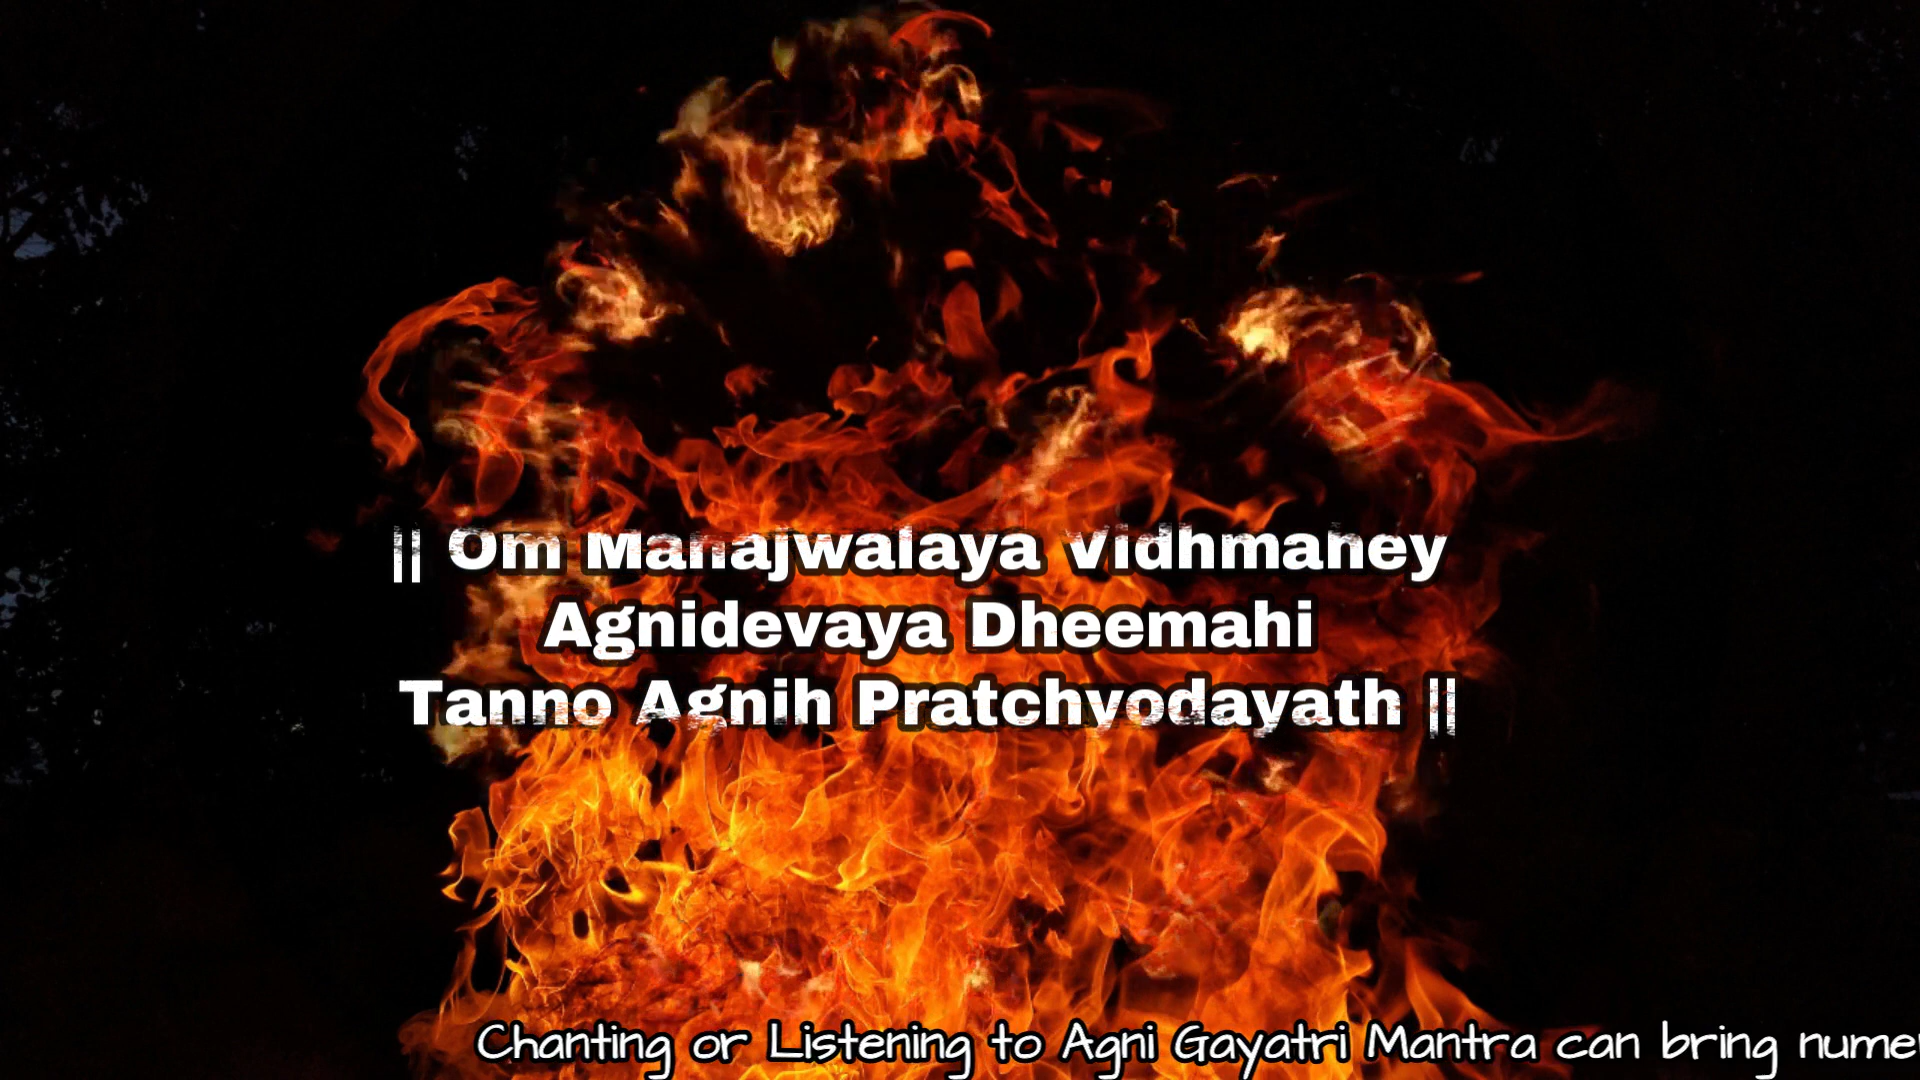 || Om Mahajwalaya Vidhmahey
Agnidevaya Dheemahi
Tanno Agnih Pratchyodayath ||
Chanting or Listening to Agni Gayatri Mantra can bring